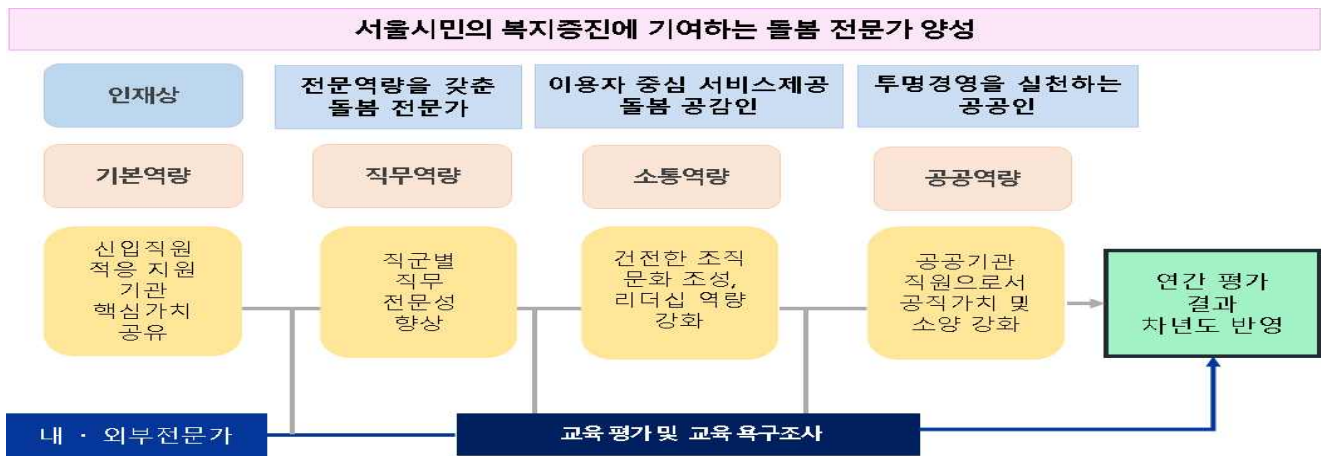 서울시민의 복지증진에 기여하는 돌봄 전문가 양성
인재상
전문역량을 갖춘
돌봄 전문가
이용자 중심 서비스제공
돌봄 공감인
투명경영을 실천하는
공공인
기본역량
직무역량
소통역량
공공역량
신입직원
적응 지원
기관
핵심가치
공유
직군별
직무
전문성
향상
건전한 조직
문화 조성,
리더십 역량
강화
공공기관
직원으로서
공직가치 및
소양 강화
연간 평가
결과
차년도 반영
내 · 외부전문가
교육 평가 및 교육 욕구조사